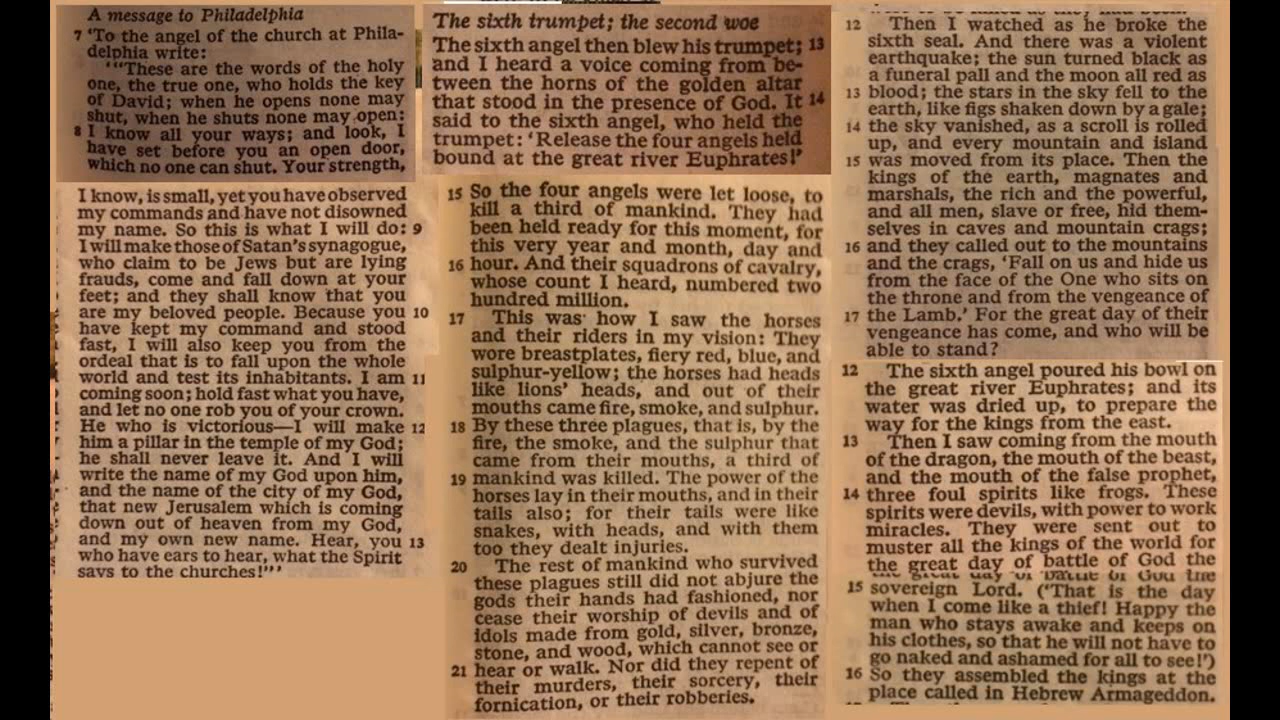 A message to Philadelphia
7 'To the angel of the church at Phila-
delphia write:
'"These are the words of the holy
one, the true one, who holds the key
of David; when he opens none may
shut, when he shuts none may open:
8 I know all your ways; and look, I
have set before you an open door,
which no one can shut. Your strength,
I know, is small, yet you have observed
my commands and have not disowned
my name. So this is what I will do: 9
I will make those of Satan's synagogue,
who claim to be Jews but are lying
frauds, come and fall down at your
feet; and they shall know that you
are my beloved people. Because you 10
have kept my command and stood
fast, I will also keep you from the
ordeal that is to fall upon the whole
world and test its inhabitants. I am 11
coming soon; hold fast what you have,
and let no one rob you of your crown.
He who is victorious—I will make 12
him a pillar in the temple of my God;
he shall never leave it. And I will
write the name of my God upon him,
and the name of the city of my God,
that new Jerusalem which is coming
down out of heaven from my God,
and my own new name. Hear, you 13
who have ears to hear, what the Spirit
says to the churches!"'
The sixth trumpet; the second woe
The sixth angel then blew his trumpet; 13
and I heard a voice coming from be-
tween the horns of the golden altar
that stood in the presence of God. It 14
said to the sixth angel, who held the
trumpet: 'Release the four angels held
bound at the great river Euphrates!'
15 So the four angels were let loose, to
kill a third of mankind. They had
been held ready for this moment, for
this very year and month, day and
16 hour. And their squadrons of cavalry,
whose count I heard, numbered two
hundred million.
17 This was how I saw the horses
and their riders in my vision: They
wore breastplates, fiery red, blue, and
sulphur-yellow; the horses had heads
like lions' heads, and out of their
mouths came fire, smoke, and sulphur.
18 By these three plagues, that is, by the
fire, the smoke, and the sulphur that
came from their mouths, a third of
19 mankind was killed. The power of the
horses lay in their mouths, and in their
tails also; for their tails were like
snakes, with heads, and with them
too they dealt injuries.
20 The rest of mankind who survived
these plagues still did not abjure the
gods their hands had fashioned, nor
cease their worship of devils and of
idols made from gold, silver, bronze,
stone, and wood, which cannot see or
21 hear or walk. Nor did they repent of
their murders, their sorcery, their
fornication, or their robberies.
12 Then I watched as he broke the
sixth seal. And there was a violent
earthquake; the sun turned black as
a funeral pall and the moon all red as
13 blood; the stars in the sky fell to the
earth, like figs shaken down by a gale;
14 the sky vanished, as a scroll is rolled
up, and every mountain and island
15 was moved from its place. Then the
kings of the earth, magnates and
marshals, the rich and the powerful,
and all men, slave or free, hid them-
selves in caves and mountain crags;
16 and they called out to the mountains
and the crags, 'Fall on us and hide us
from the face of the One who sits on
the throne and from the vengeance of
17 the Lamb.' For the great day of their
vengeance has come, and who will be
able to stand?
12 The sixth angel poured his bowl on
the great river Euphrates; and its
water was dried up, to prepare the
way for the kings from the east.
13 Then I saw coming from the mouth
of the dragon, the mouth of the beast,
and the mouth of the false prophet,
14 three foul spirits like frogs. These
spirits were devils, with power to work
miracles. They were sent out to
muster all the kings of the world for
the great day of battle of God the
the great day of battle of God the
15 sovereign Lord. ('That is the day
when I come like a thief! Happy the
man who stays awake and keeps on
his clothes, so that he will not have to
go naked and ashamed for all to see!')
16 So they assembled the kings at the
place called in Hebrew Armageddon.